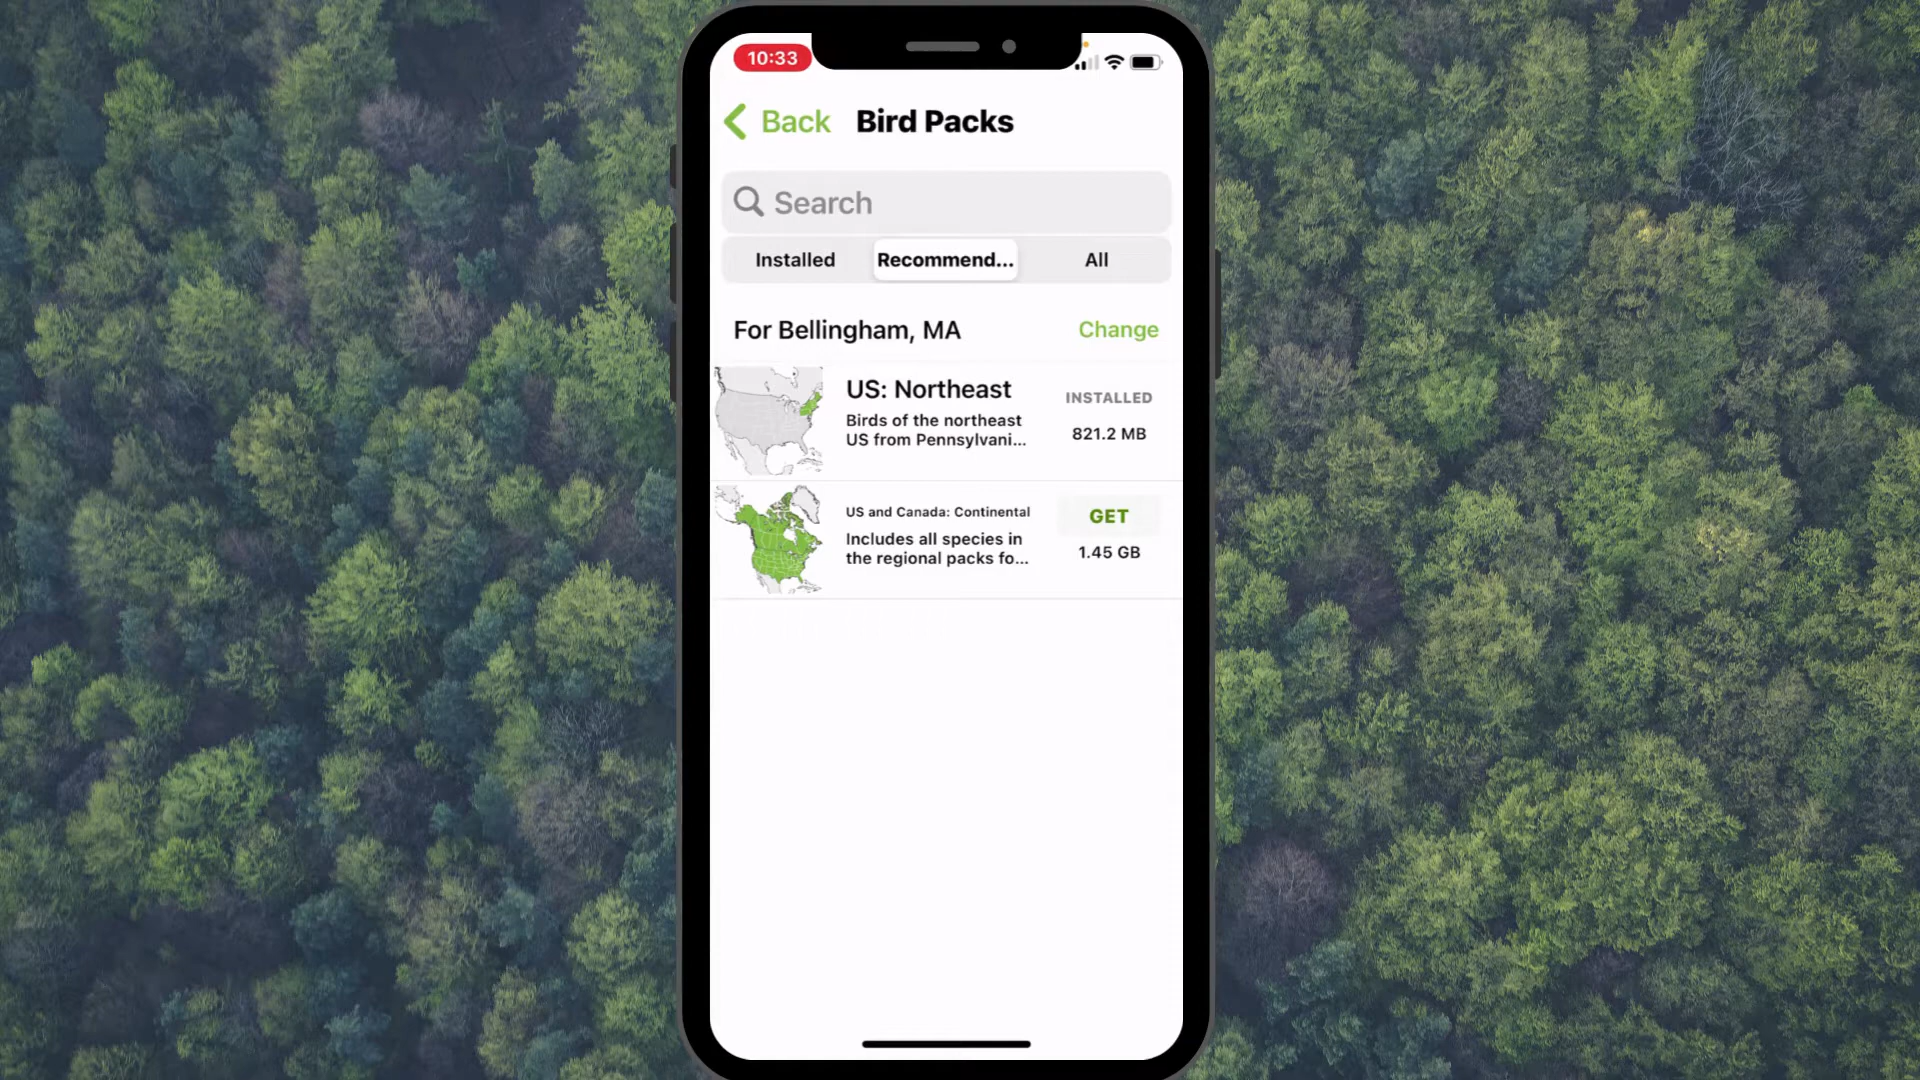 10:33
Back Bird Packs
Search
Installed Recommend... All
For Bellingham, MA Change
US: Northeast
INSTALLED
Birds of the northeast
US from Pennsylvani...
821.2 MB
US and Canada: Continental
GET
Includes all species in
the regional packs fo...
1.45 GB